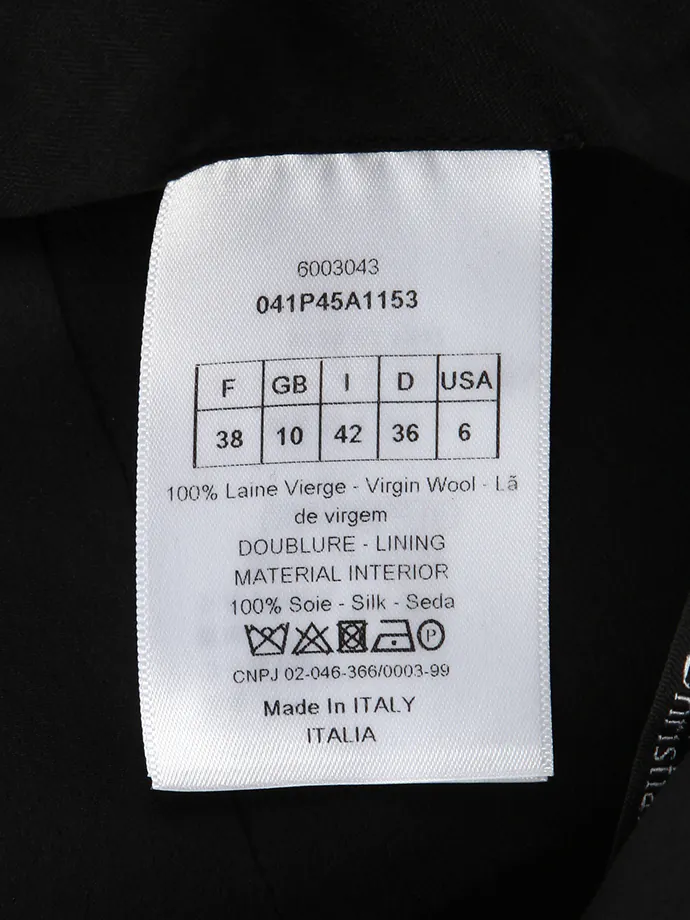 6003043
041P45A1153
F GB I D USA
38 10 42 36 6
100% Laine Vierge - Virgin Wool - Lã
de virgem
DOUBLURE - LINING
MATERIAL INTERIOR
100% Soie - Silk - Seda
P
CNPJ 02-046-366/0003-99
Made In ITALY
ITALIA